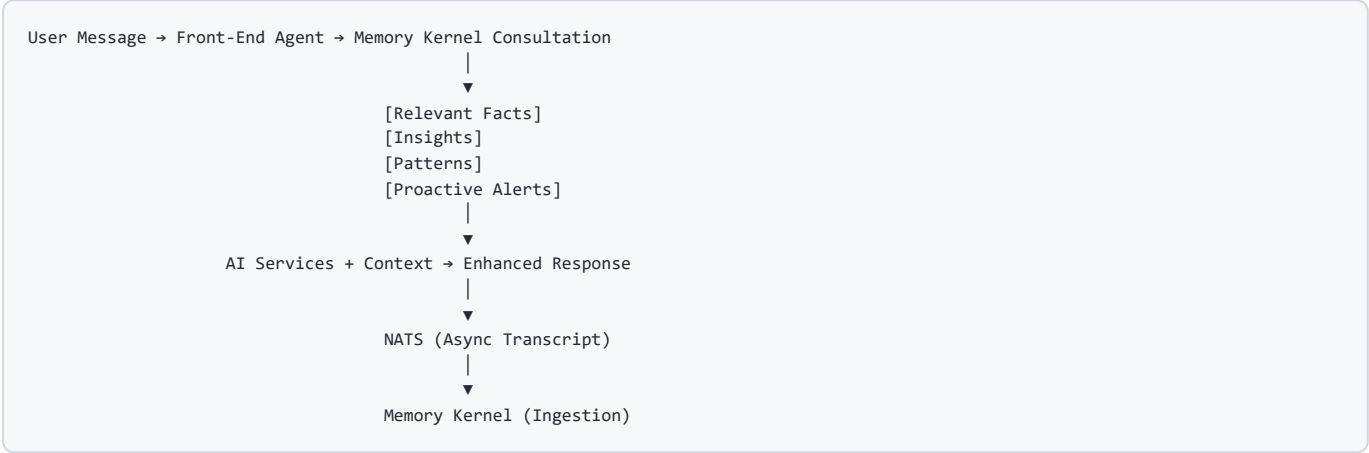 User Message → Front-End Agent → Memory Kernel Consultation
│
▼
[Relevant Facts]
[Insights]
[Patterns]
[Proactive Alerts]
│
▼
AI Services + Context → Enhanced Response
│
▼
NATS (Async Transcript)
│
▼
Memory Kernel (Ingestion)